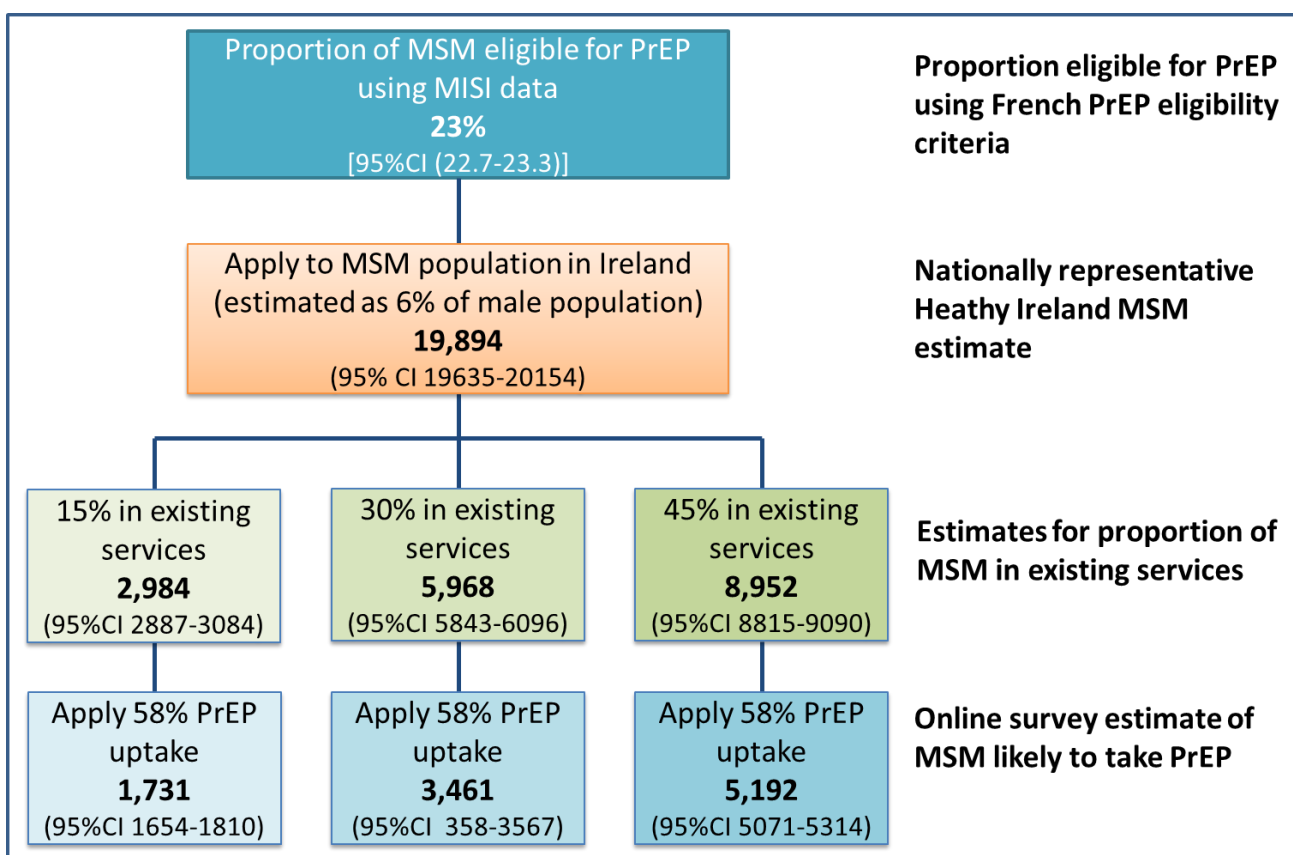 Proportion of MSM eligible for PrEP
using MISI data
23%
[95%CI (22.7-23.3)]
Proportion eligible for PrEP
using French PrEP eligibility
criteria
Apply to MSM population in Ireland
(estimated as 6% of male population)
19,894
(95% CI 19635-20154)
Nationally representative
Heathy Ireland MSM
estimate
15% in existing
services
2,984
(95%CI 2887-3084)
30% in existing
services
5,968
(95%CI 5843-6096)
45% in existing
services
8,952
(95%CI 8815-9090)
Estimates for proportion of
MSM in existing services
Apply 58% PrEP
uptake
1,731
(95%CI 1654-1810)
Apply 58% PrEP
uptake
3,461
(95%CI  358-3567)
Apply 58% PrEP
uptake
5,192
(95%CI 5071-5314)
Online survey estimate of
MSM likely to take PrEP